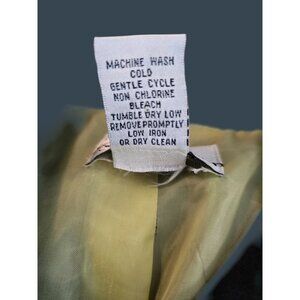 MACHINE WASH
COLD
GENTLE CYCLE
NON CHLORINE
BLEACH
TUMBLE DRY LOW
REMOVE PROMPTLY
LOW IRON
OR DRY CLEAN